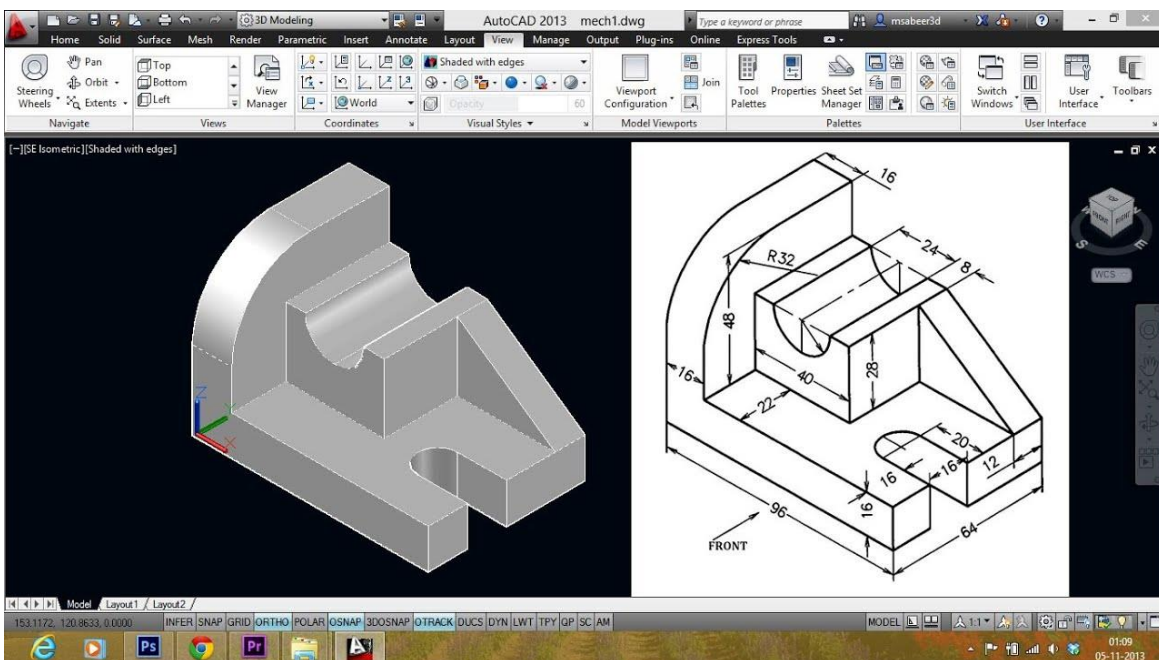 3D Modeling AutoCAD 2013 mech1.dwg Type a keyword or phrase msabeer3d
Home Solid Surface Mesh Render Parametric Insert Annotate Layout View Manage Output Plug-ins Online Express Tools
Steering Wheels
Pan
Orbit
Extents
Top
Bottom
Left
View Manager
World
Shaded with edges
Opacity 60
Viewport Configuration
Join
Tool Palettes
Properties
Sheet Set Manager
Switch Windows
User Interface
Toolbars
Navigate Views Coordinates Visual Styles Model Viewports Palettes User Interface
[−][SE Isometric][Shaded with edges]
16
24
8
R32
48
40
28
16
22
20
16
16
12
16
96
64
FRONT
Z
Y
X
TOP
FRONT
RIGHT
S
E
WCS
Model Layout1 Layout2
153.1172, 120.8633, 0.0000 INFER SNAP GRID ORTHO POLAR OSNAP 3DOSNAP OTRACK DUCS DYN LWT TPY QP SC AM MODEL 1:1
Ps
Pr
01:09
05-11-2013